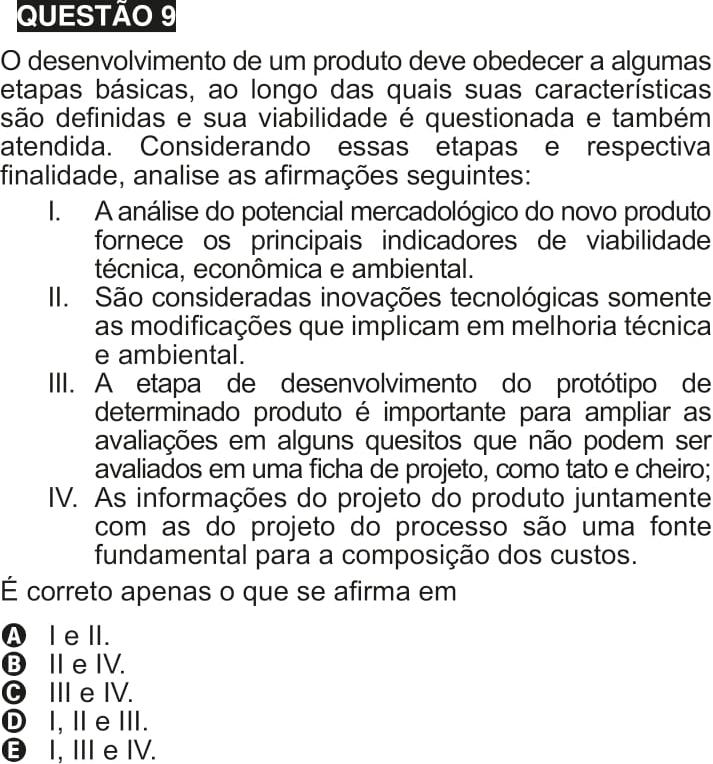 QUESTÃO 9
O desenvolvimento de um produto deve obedecer a algumas
etapas básicas, ao longo das quais suas características
são definidas e sua viabilidade é questionada e também
atendida. Considerando essas etapas e respectiva
finalidade, analise as afirmações seguintes:
I. A análise do potencial mercadológico do novo produto
fornece os principais indicadores de viabilidade
técnica, econômica e ambiental.
II. São consideradas inovações tecnológicas somente
as modificações que implicam em melhoria técnica
e ambiental.
III. A etapa de desenvolvimento do protótipo de
determinado produto é importante para ampliar as
avaliações em alguns quesitos que não podem ser
avaliados em uma ficha de projeto, como tato e cheiro;
IV. As informações do projeto do produto juntamente
com as do projeto do processo são uma fonte
fundamental para a composição dos custos.
É correto apenas o que se afirma em
A I e II.
B II e IV.
C III e IV.
D I, II e III.
E I, III e IV.